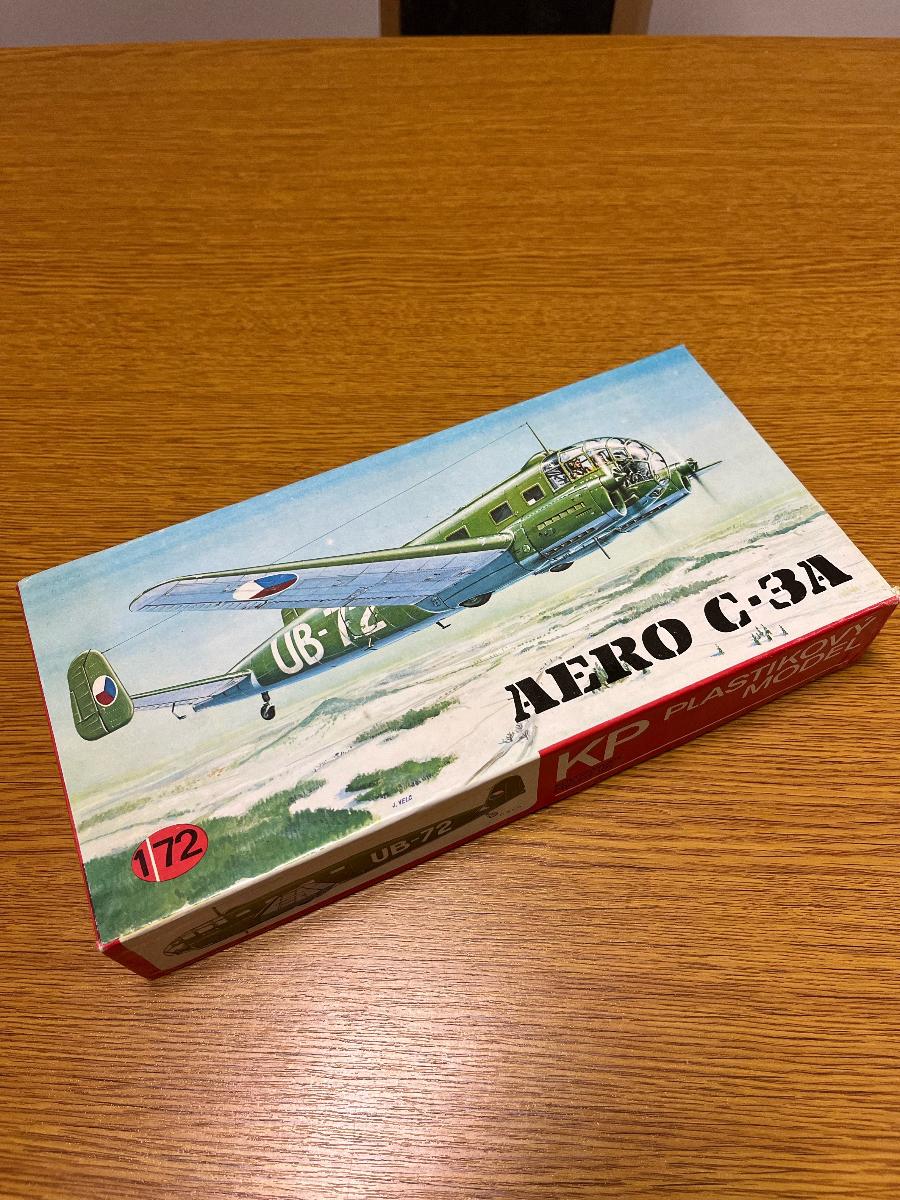 UB-72
AERO C-3A
J. VELC
1/72
KP PLASTIKOVÝ
MODEL
UB-72